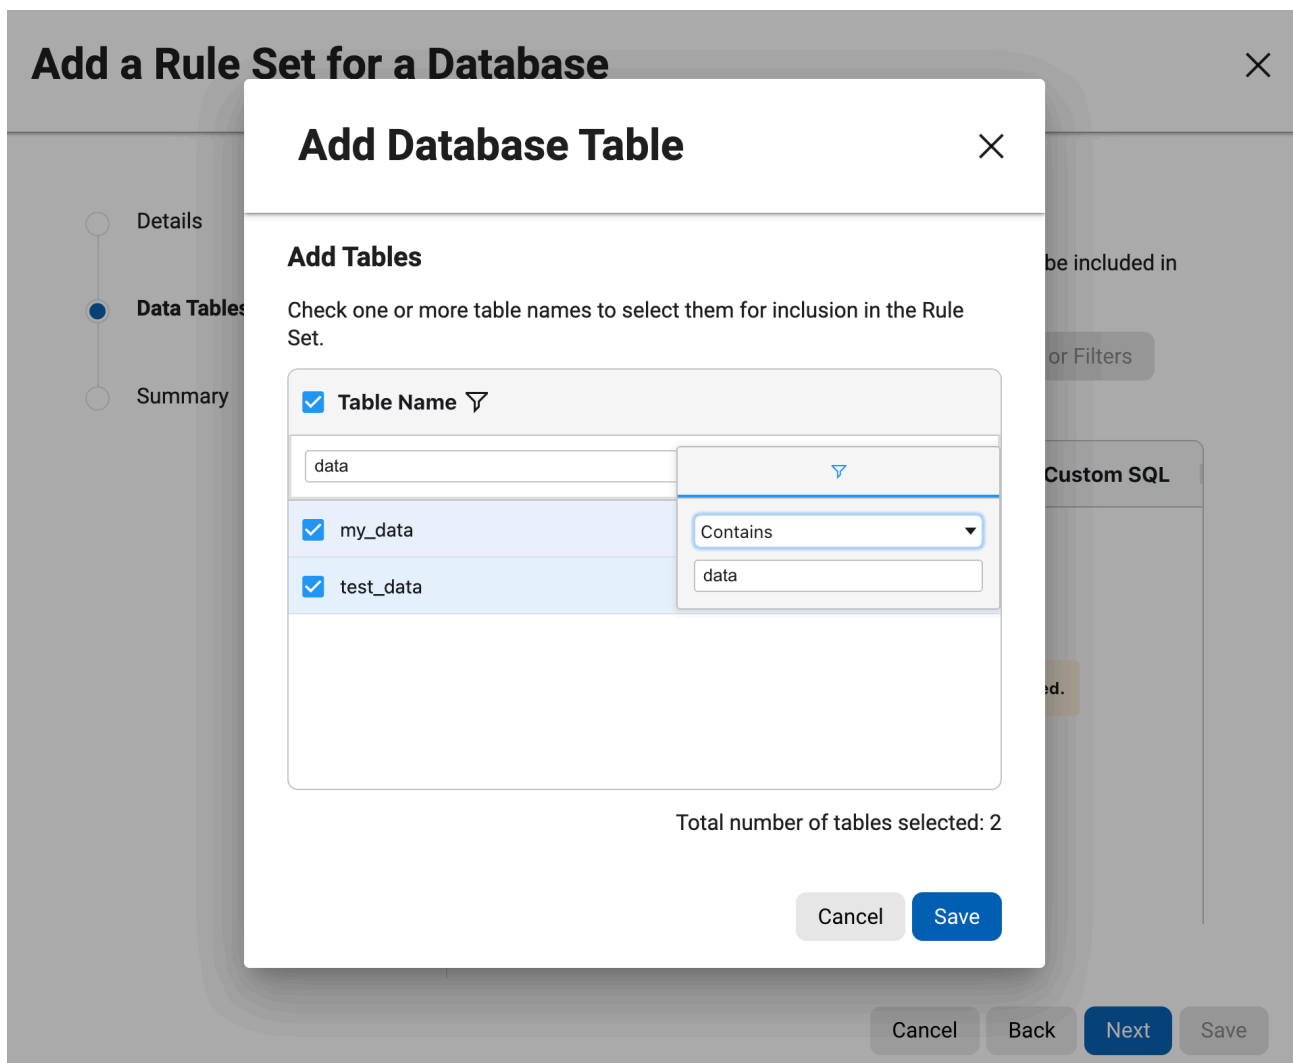 Add a Rule Set for a Database
Add Database Table
Details
Data Tables
Summary
be included in
or Filters
Custom SQL
Add Tables
Check one or more table names to select them for inclusion in the Rule
Set.
Table Name
data
Contains
data
my_data
test_data
ed.
Total number of tables selected: 2
Cancel
Save
Cancel
Back
Next
Save